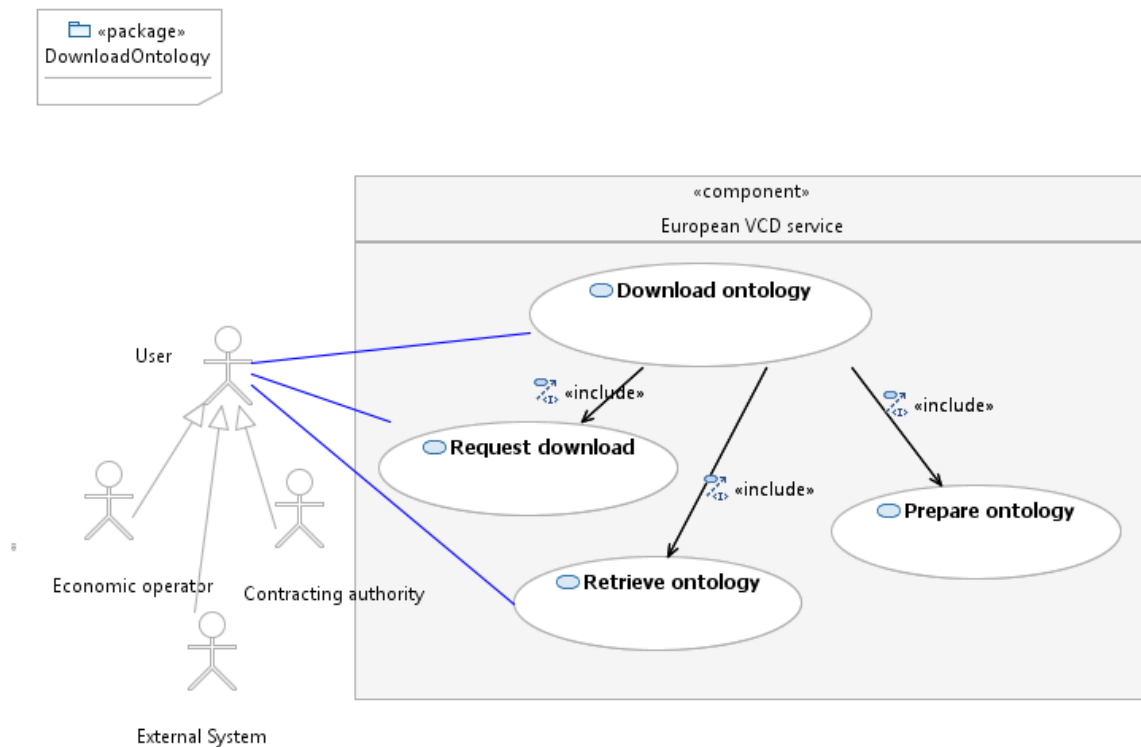 «package»
DownloadOntology
«component»
European VCD service
Download ontology
User
«include»
«include»
Request download
«include»
Prepare ontology
Retrieve ontology
Economic operator
Contracting authority
External System